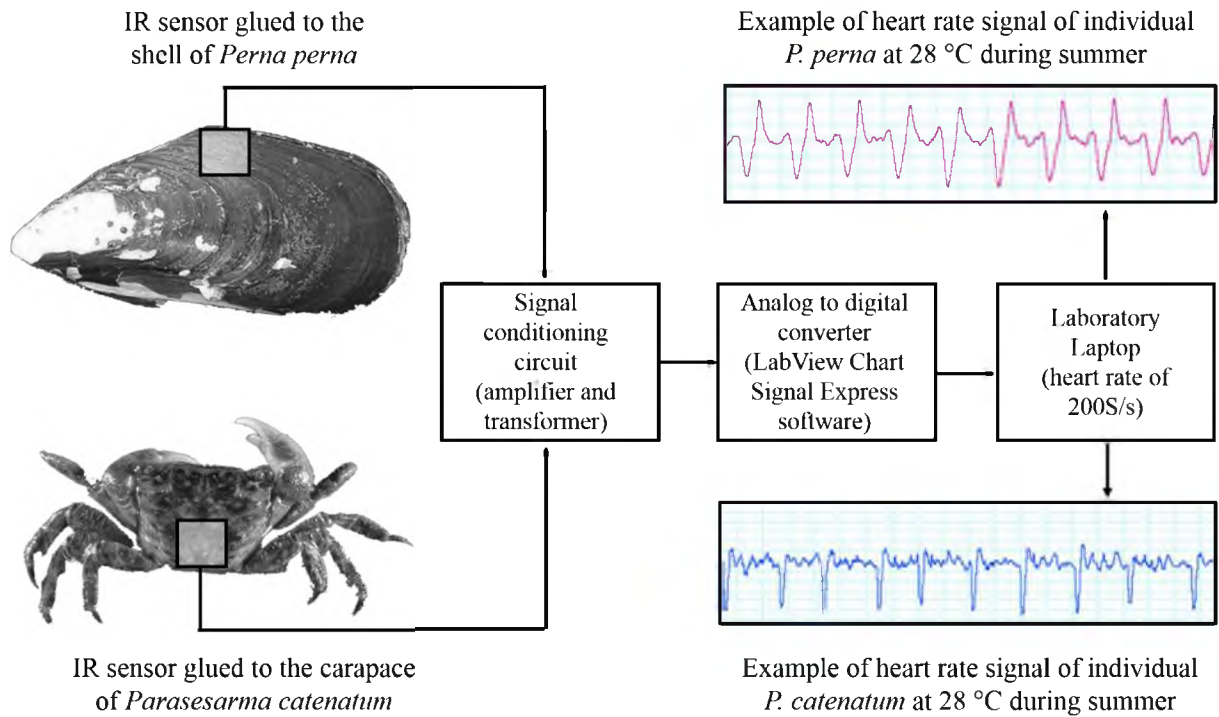 IR sensor glued to the
shell of Perna perna
Example of heart rate signal of individual
P. perna at 28 °C during summer
Signal
conditioning
circuit
(amplifier and
transformer)
Analog to digital
converter
(LabView Chart
Signal Express
software)
Laboratory
Laptop
(heart rate of
200S/s)
IR sensor glued to the carapace
of Parasesarma catenatum
Example of heart rate signal of individual
P. catenatum at 28 °C during summer